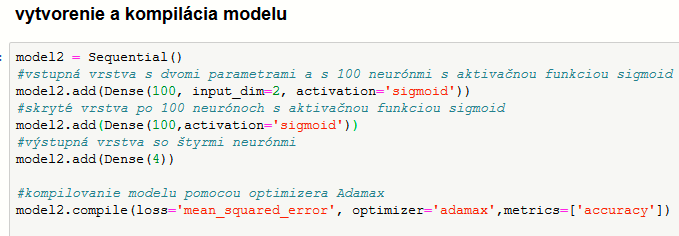 vytvorenie a kompilácia modelu
model2 = Sequential()
#vstupná vrstva s dvomi parametrami a s 100 neurónmi s aktivačnou funkciou sigmoid
model2.add(Dense(100, input_dim=2, activation='sigmoid'))
#skryté vrstva po 100 neurónoch s aktivačnou funkciou sigmoid
model2.add(Dense(100,activation='sigmoid'))
#výstupná vrstva so štyrmi neurónmi
model2.add(Dense(4))
#kompilovanie modelu pomocou optimizera Adamax
model2.compile(loss='mean_squared_error', optimizer='adamax',metrics=['accuracy'])